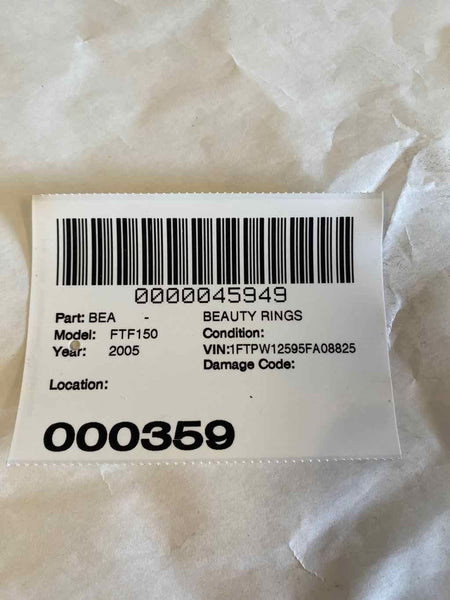 0000045949
Part: BEA - BEAUTY RINGS
Model: FTF150 Condition:
Year: 2005 VIN:1FTPW12595FA08825
Damage Code:
Location:
000359